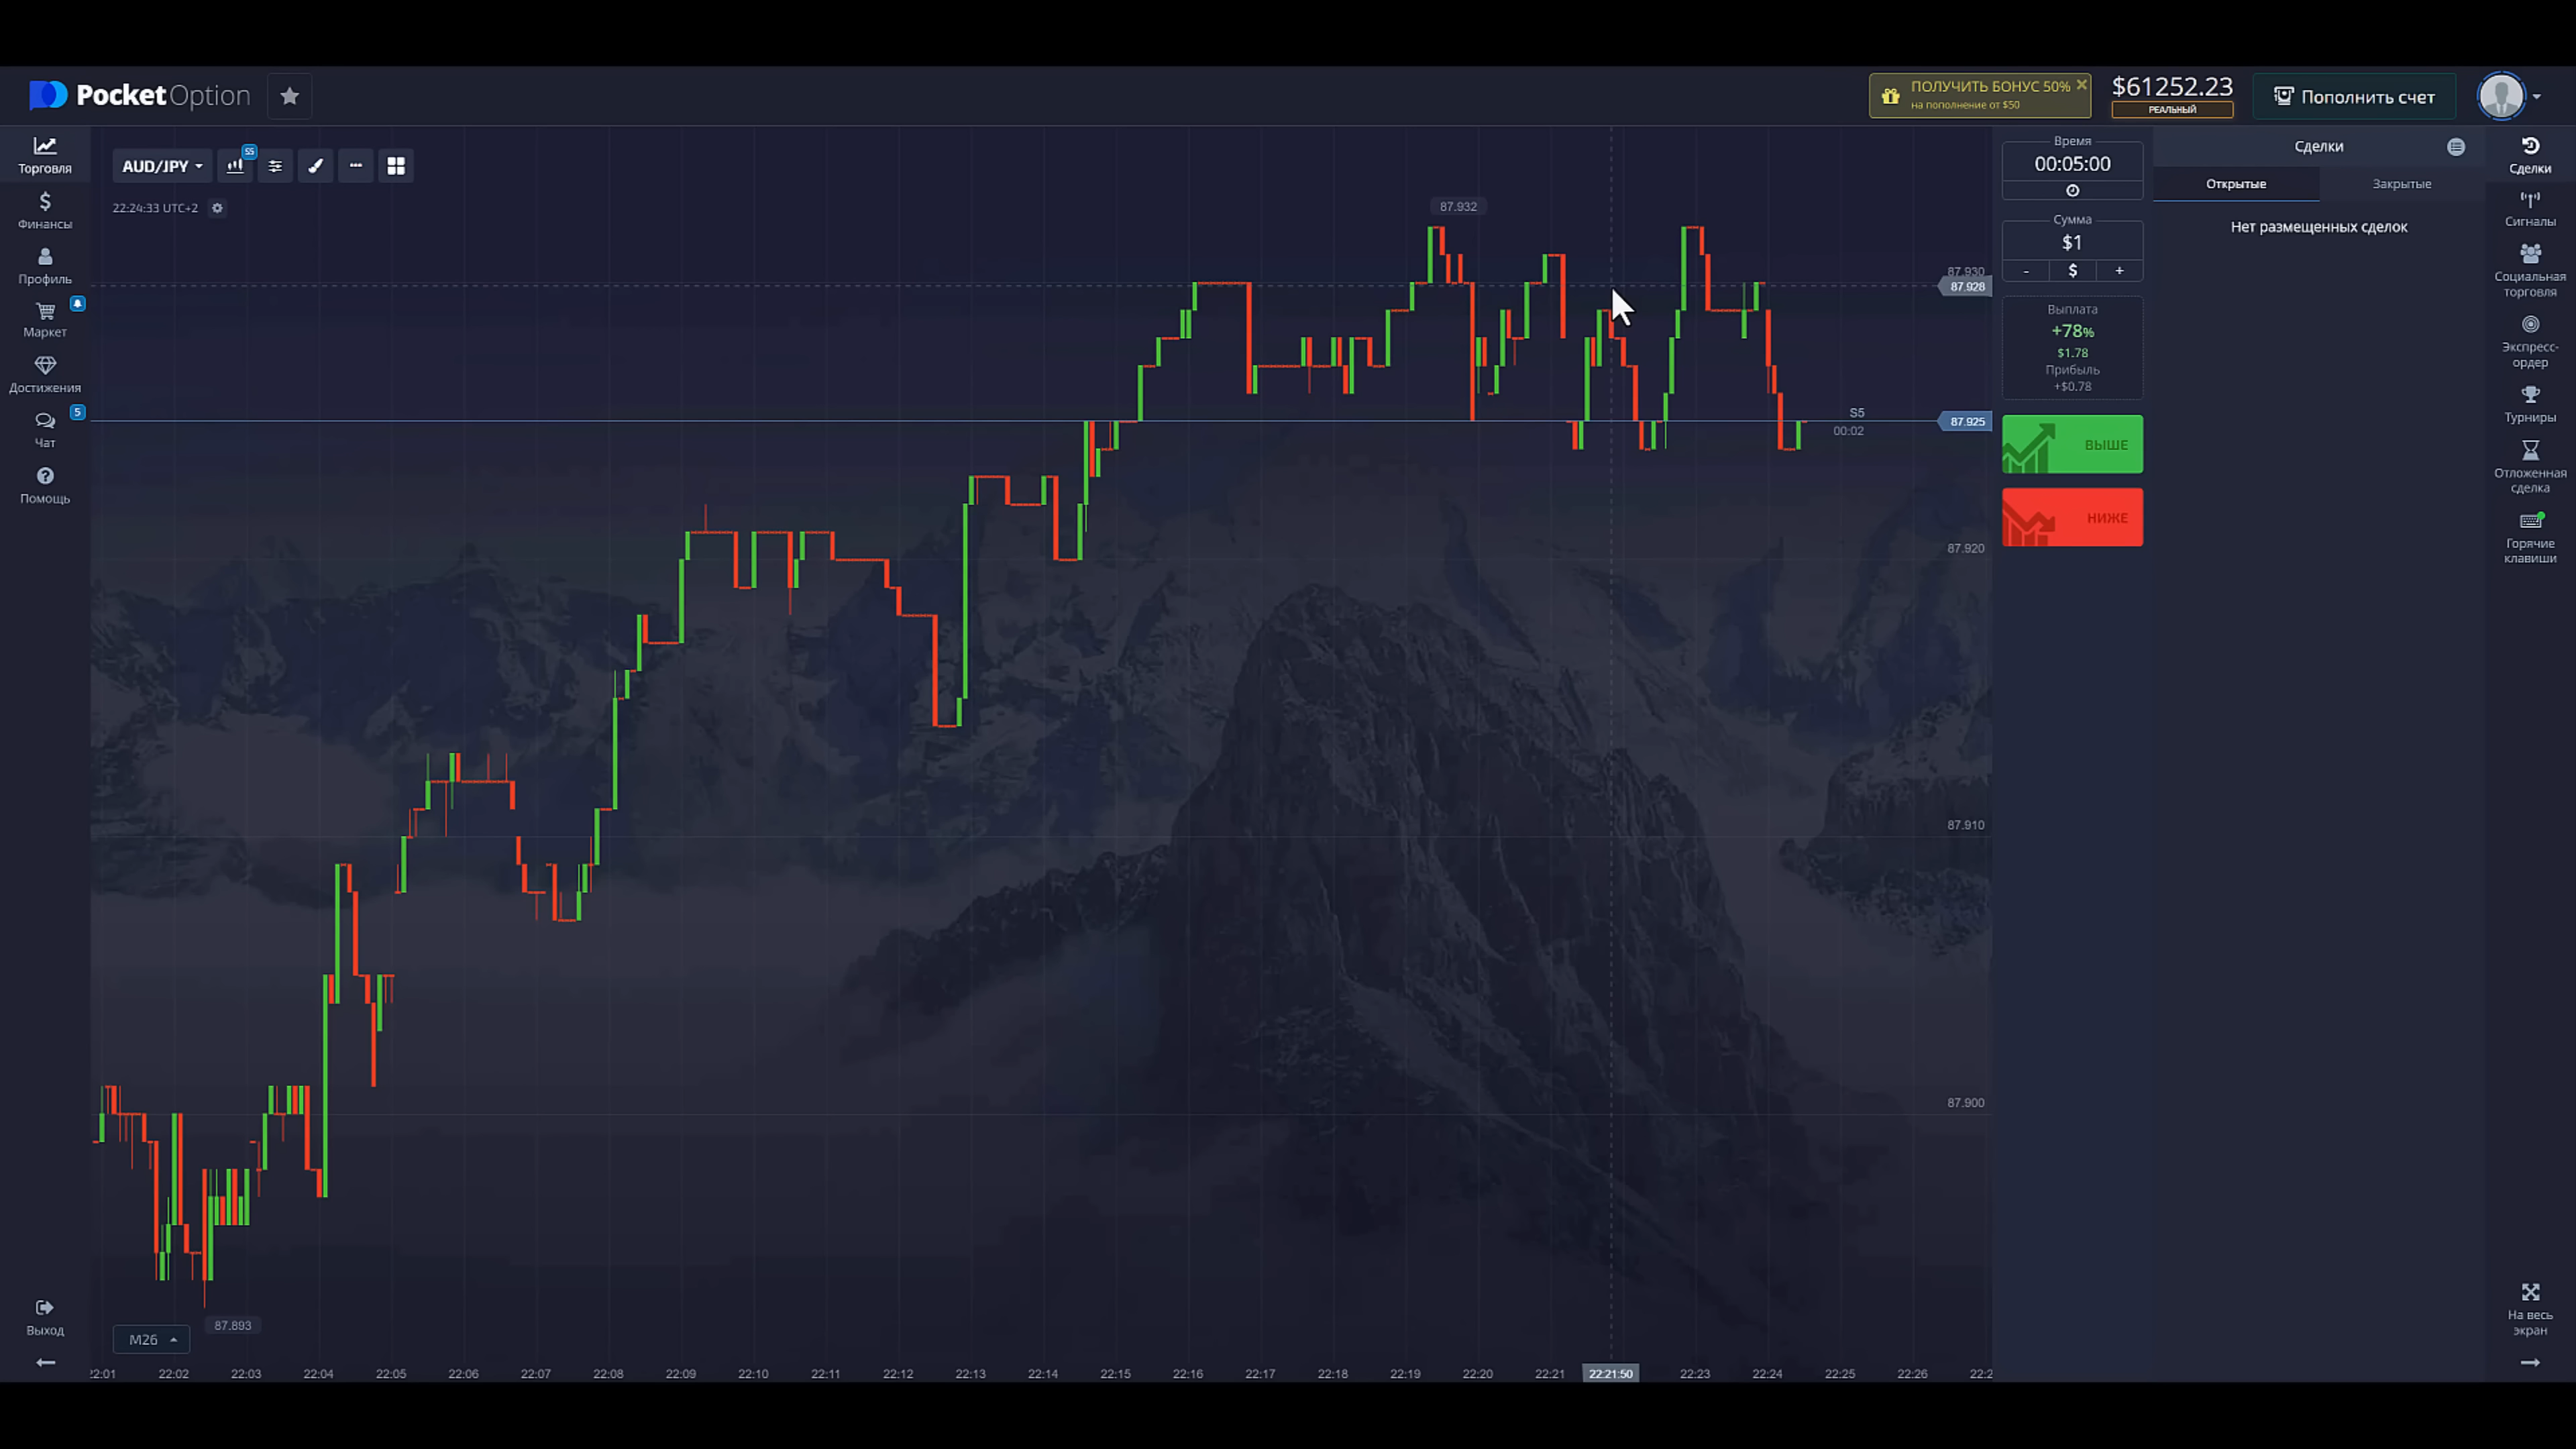 PocketOption
ПОЛУЧИТЬ БОНУС 50%
на пополнение от $50
$61252.23
РЕАЛЬНЫЙ
Пополнить счет
Торговля
Финансы
Профиль
Маркет
Достижения
5
Чат
Помощь
Выход
AUD/JPY
S5
22:24:33 UTC+2
87.932
87.930
87.928
S5
00:02
87.925
87.920
87.910
87.900
87.893
M26
22:01 22:02 22:03 22:04 22:05 22:06 22:07 22:08 22:09 22:10 22:11 22:12 22:13 22:14 22:15 22:16 22:17 22:18 22:19 22:20 22:21 22:21:50 22:23 22:24 22:25 22:26 22:2
Время
00:05:00
Сумма
$1
- $ +
Выплата
+78%
$1.78
Прибыль
+$0.78
ВЫШЕ
НИЖЕ
Сделки
Открытые Закрытые
Нет размещенных сделок
Сделки
Сигналы
Социальная
торговля
Экспресс-
ордер
Турниры
Отложенная
сделка
Горячие
клавиши
На весь
экран